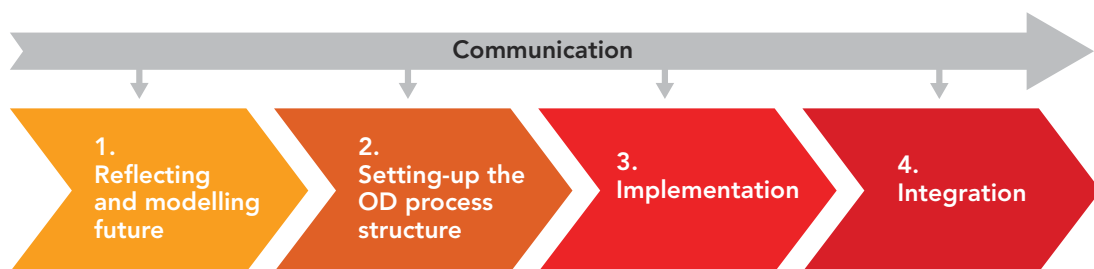 Communication
1.
Reflecting
and modelling
future
2.
Setting-up the
OD process
structure
3.
Implementation
4.
Integration